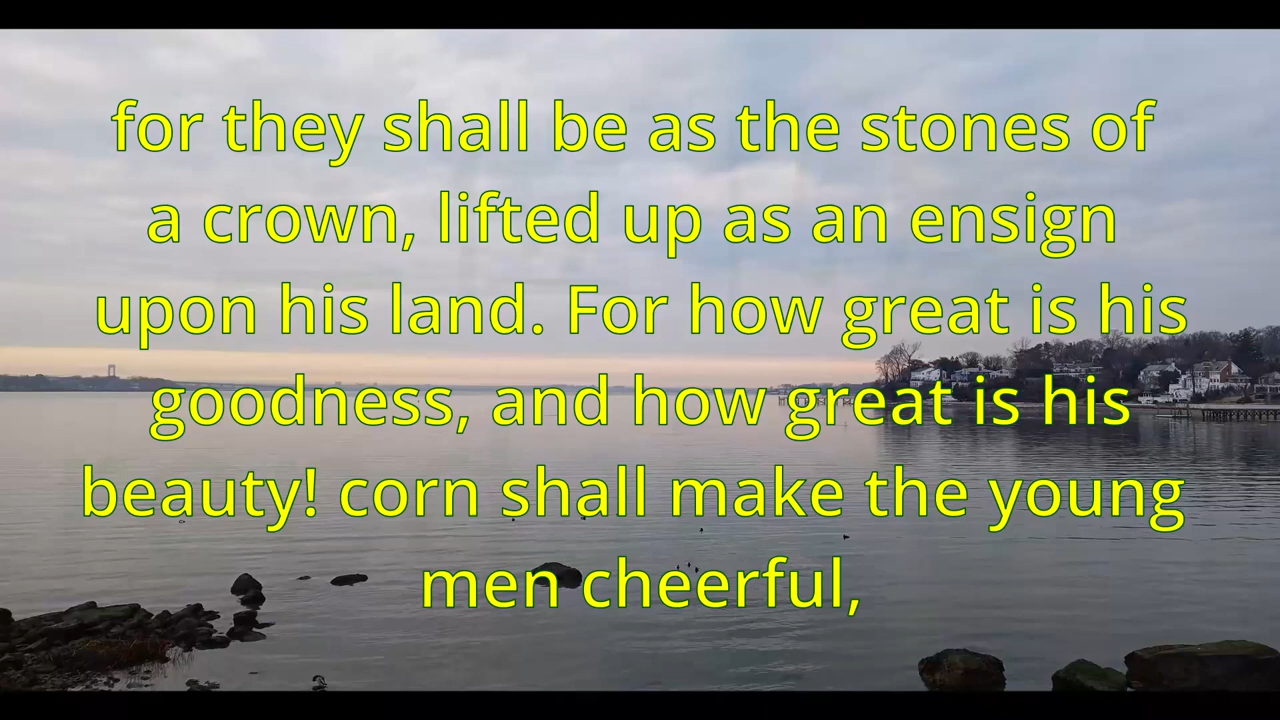 for they shall be as the stones of
a crown, lifted up as an ensign
upon his land. For how great is his
goodness, and how great is his
beauty! corn shall make the young
men cheerful,